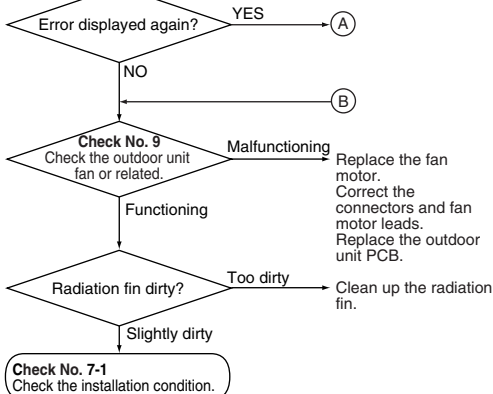 Error displayed again?
YES
A
NO
B
Check No. 9
Check the outdoor unit
fan or related.
Malfunctioning
Replace the fan
motor.
Correct the
connectors and fan
motor leads.
Replace the outdoor
unit PCB.
Functioning
Radiation fin dirty?
Too dirty
Clean up the radiation
fin.
Slightly dirty
Check No. 7-1
Check the installation condition.